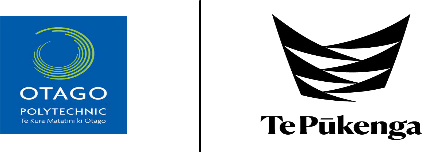 OTAGO
POLYTECHNIC
Te Kura Matatini ki Otago
Te Pūkenga